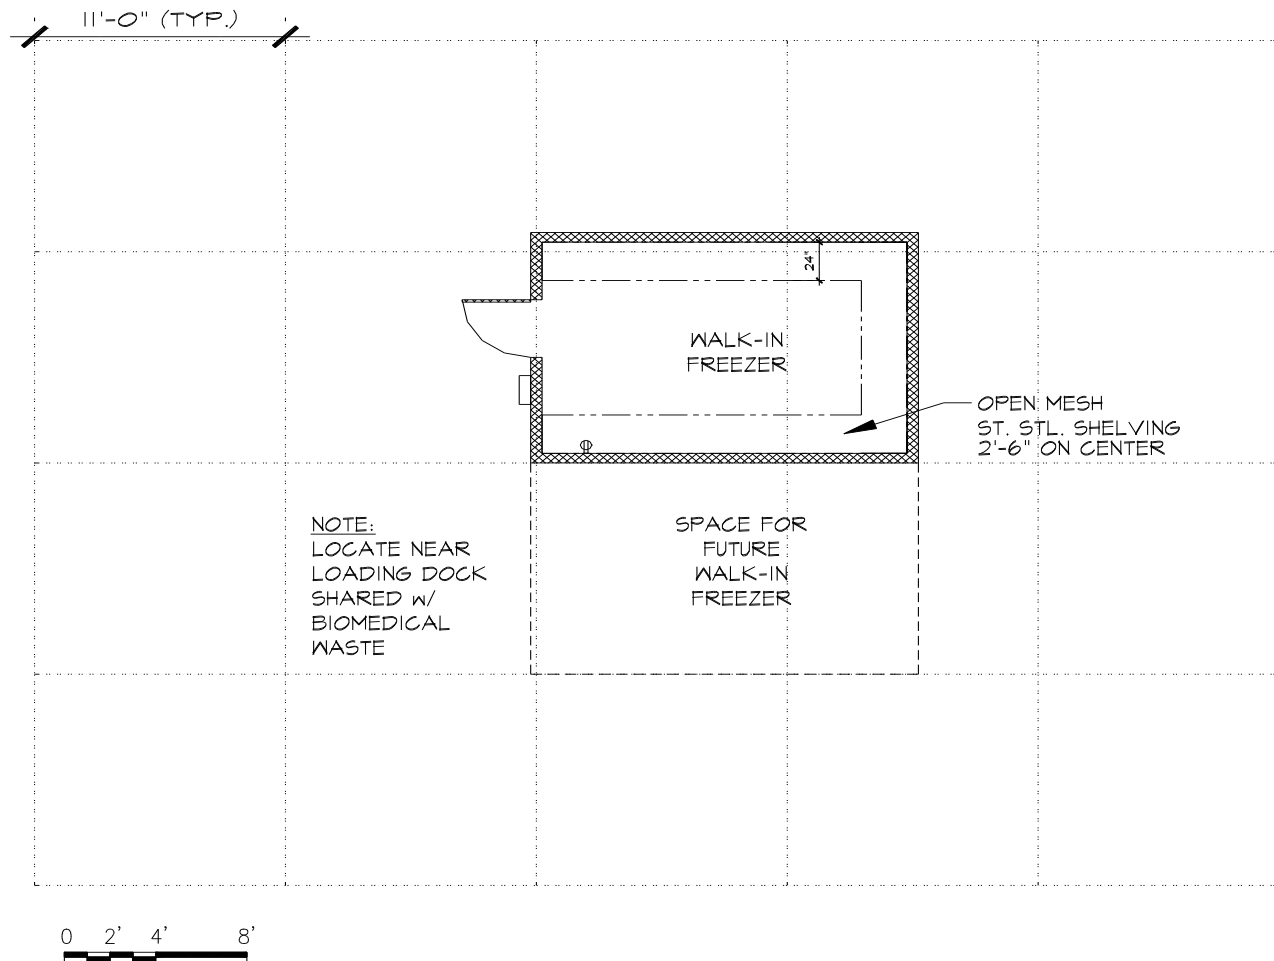 11'-0" (TYP.)
24"
WALK-IN
FREEZER
OPEN MESH
ST. STL. SHELVING
2'-6" ON CENTER
NOTE:
LOCATE NEAR
LOADING DOCK
SHARED W/
BIOMEDICAL
WASTE
SPACE FOR
FUTURE
WALK-IN
FREEZER
0 2' 4' 8'